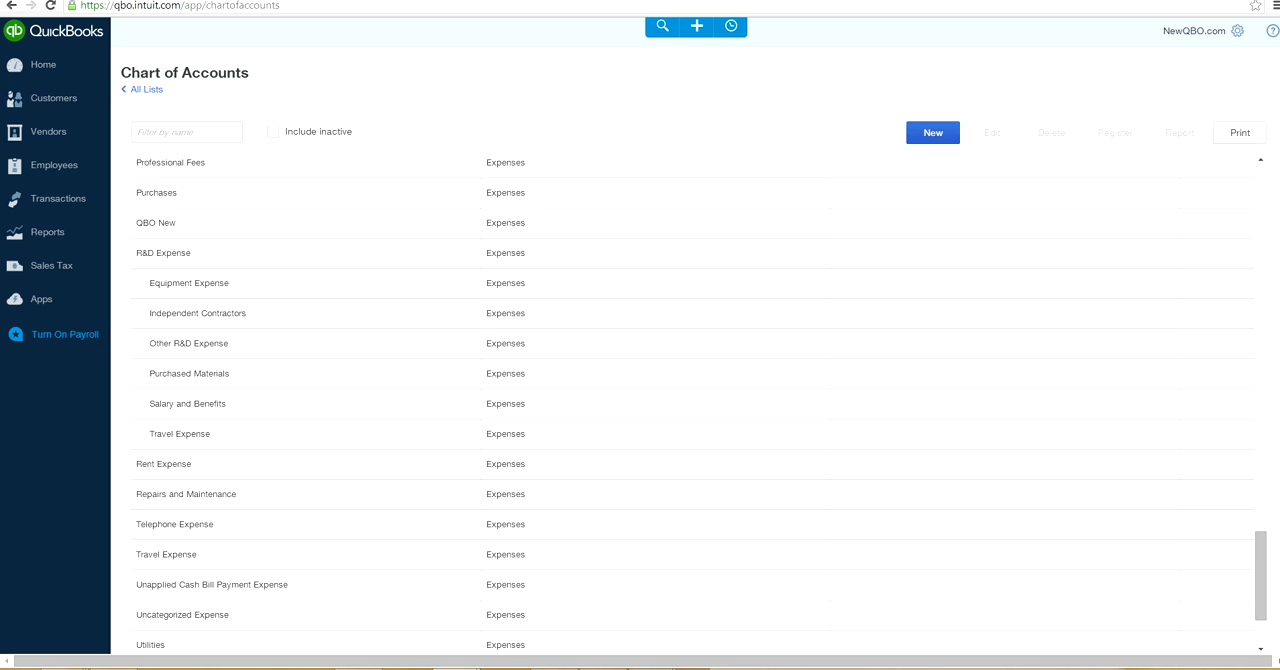 https://qbo.intuit.com/app/chartofaccounts
qb QuickBooks
NewQBO.com
Home
Customers
Vendors
Employees
Transactions
Reports
Sales Tax
Apps
Turn On Payroll
Chart of Accounts
All Lists
Filter by name
Include inactive
New Edit Delete Register Report Print
Professional Fees Expenses
Purchases Expenses
QBO New Expenses
R&D Expense Expenses
Equipment Expense Expenses
Independent Contractors Expenses
Other R&D Expense Expenses
Purchased Materials Expenses
Salary and Benefits Expenses
Travel Expense Expenses
Rent Expense Expenses
Repairs and Maintenance Expenses
Telephone Expense Expenses
Travel Expense Expenses
Unapplied Cash Bill Payment Expense Expenses
Uncategorized Expense Expenses
Utilities Expenses